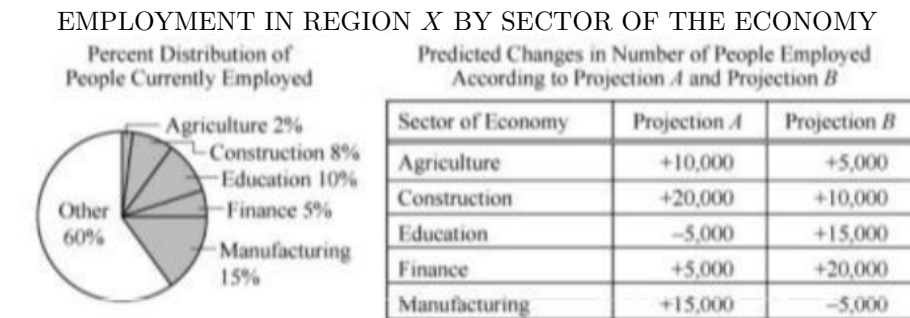 EMPLOYMENT IN REGION X BY SECTOR OF THE ECONOMY
Percent Distribution of
People Currently Employed
Agriculture 2%
Construction 8%
Education 10%
Finance 5%
Manufacturing
15%
Other
60%
Predicted Changes in Number of People Employed
According to Projection A and Projection B
Sector of Economy Projection A Projection B
Agriculture +10,000 +5,000
Construction +20,000 +10,000
Education –5,000 +15,000
Finance +5,000 +20,000
Manufacturing +15,000 –5,000